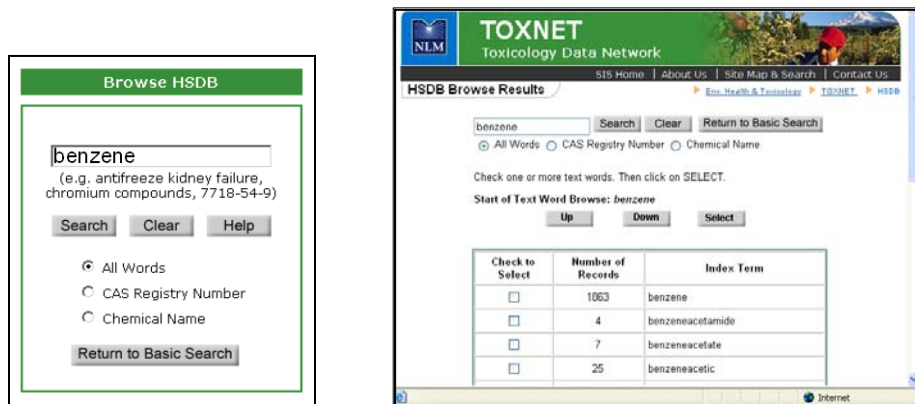 Browse HSDB
benzene
(e.g. antifreeze kidney failure,
chromium compounds, 7718-54-9)
Search Clear Help
All Words
CAS Registry Number
Chemical Name
Return to Basic Search
NLM
TOXNET
Toxicology Data Network
SIS Home | About Us | Site Map & Search | Contact Us
HSDB Browse Results
Env. Health & Toxicology TOXNET HSDB
benzene Search Clear Return to Basic Search
All Words CAS Registry Number Chemical Name
Check one or more text words. Then click on SELECT.
Start of Text Word Browse: benzene
Up Down Select
Check to Select Number of Records Index Term
1063 benzene
4 benzeneacetamide
7 benzeneacetate
25 benzeneacetic
Internet